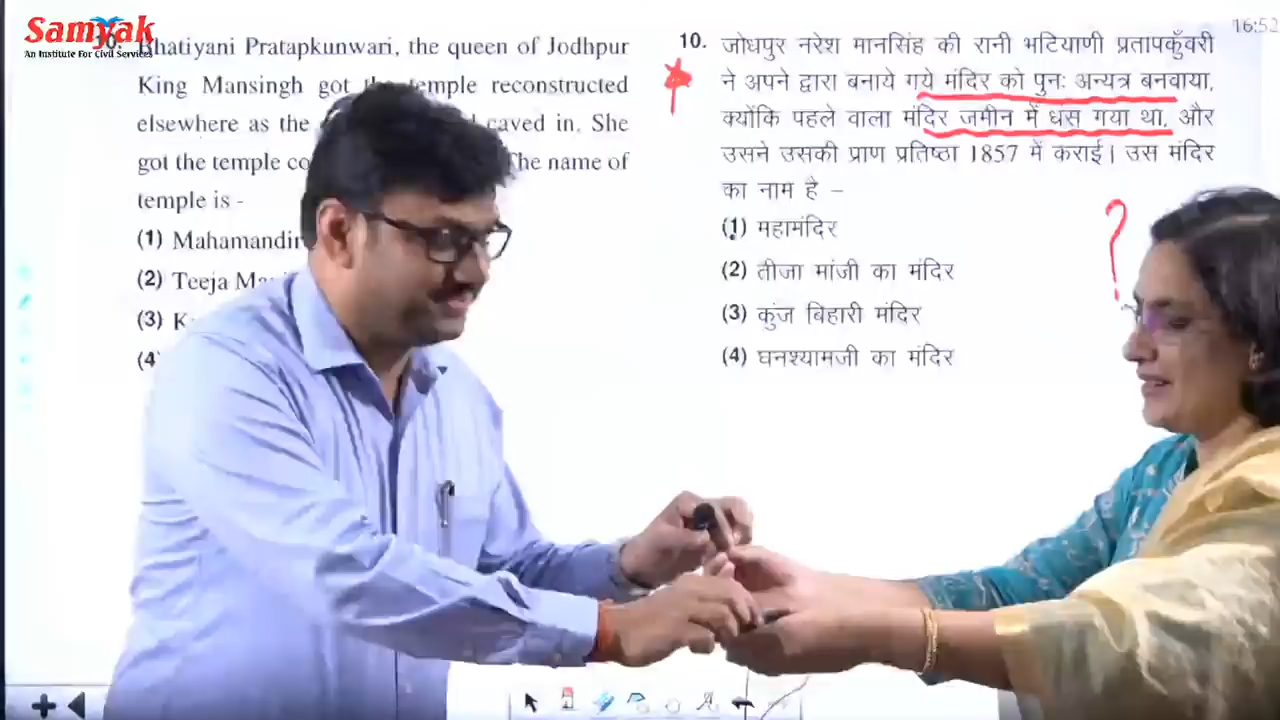 Samyak
An Institute For Civil Services
16:52
Bhatiyani Pratapkunwari, the queen of Jodhpur
King Mansingh got the temple reconstructed
elsewhere as the caved in. She
got the temple The name of
temple is -
(1) Mahamandir
(2) Teeja
(3)
(4)
10. जोधपुर नरेश मानसिंह की रानी भटियाणी प्रतापकुँवरी
ने अपने द्वारा बनाये गये मंदिर को पुनः अन्यत्र बनवाया,
क्योंकि पहले वाला मंदिर जमीन में धस गया था, और
उसने उसकी प्राण प्रतिष्ठा 1857 में कराई। उस मंदिर
का नाम है –
(1) महामंदिर
(2) तीजा मांजी का मंदिर
(3) कुंज बिहारी मंदिर
(4) घनश्यामजी का मंदिर
?